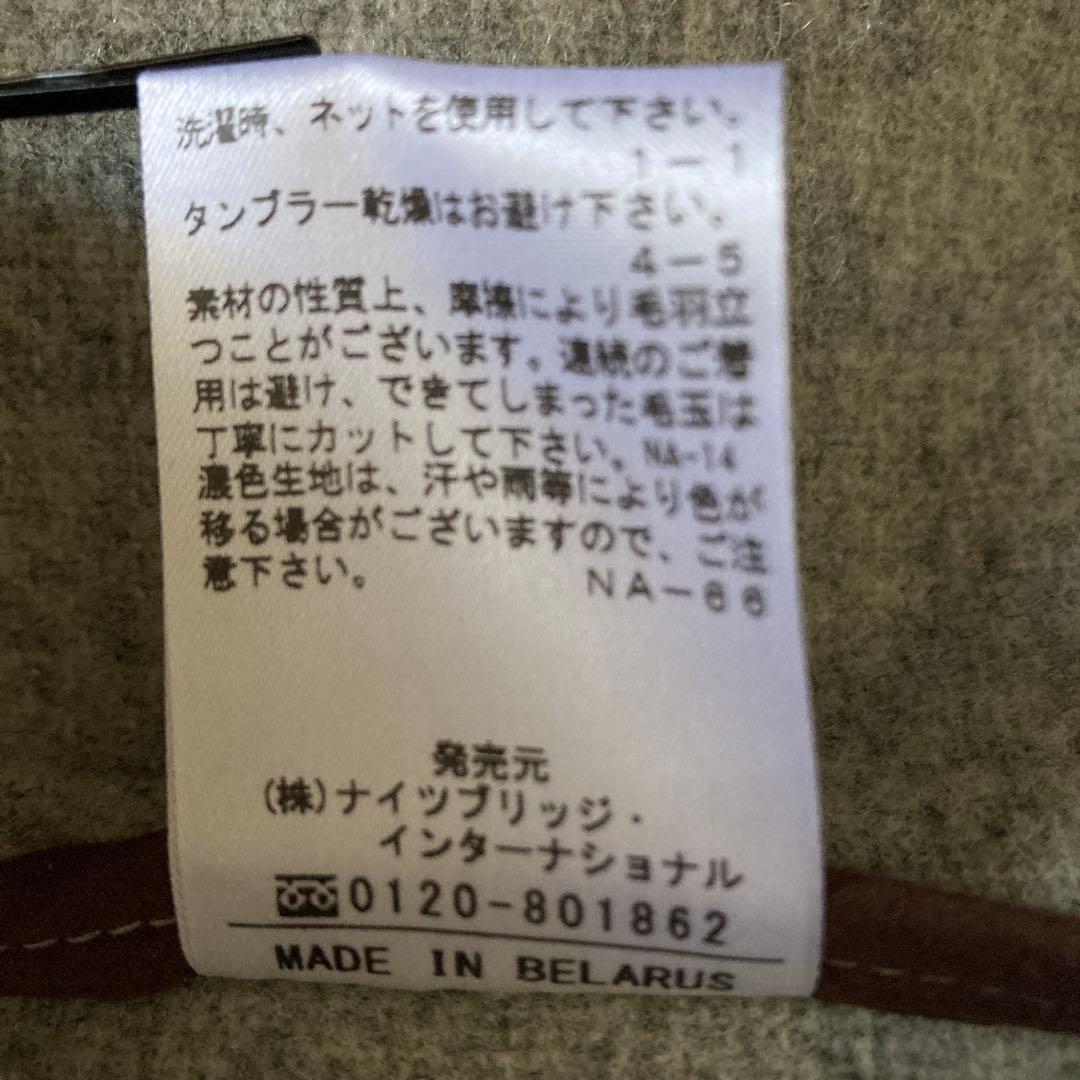 洗濯時、ネットを使用して下さい。
1－1
タンブラー乾燥はお避け下さい。
4－5
素材の性質上、摩擦により毛羽立
つことがございます。連続のご着
用は避け、できてしまった毛玉は
丁寧にカットして下さい。NA-14
濃色生地は、汗や雨等により色が
移る場合がございますので、ご注
意下さい。 NA－66
発売元
(株)ナイツブリッジ・
インターナショナル
0120-801862
MADE IN BELARUS